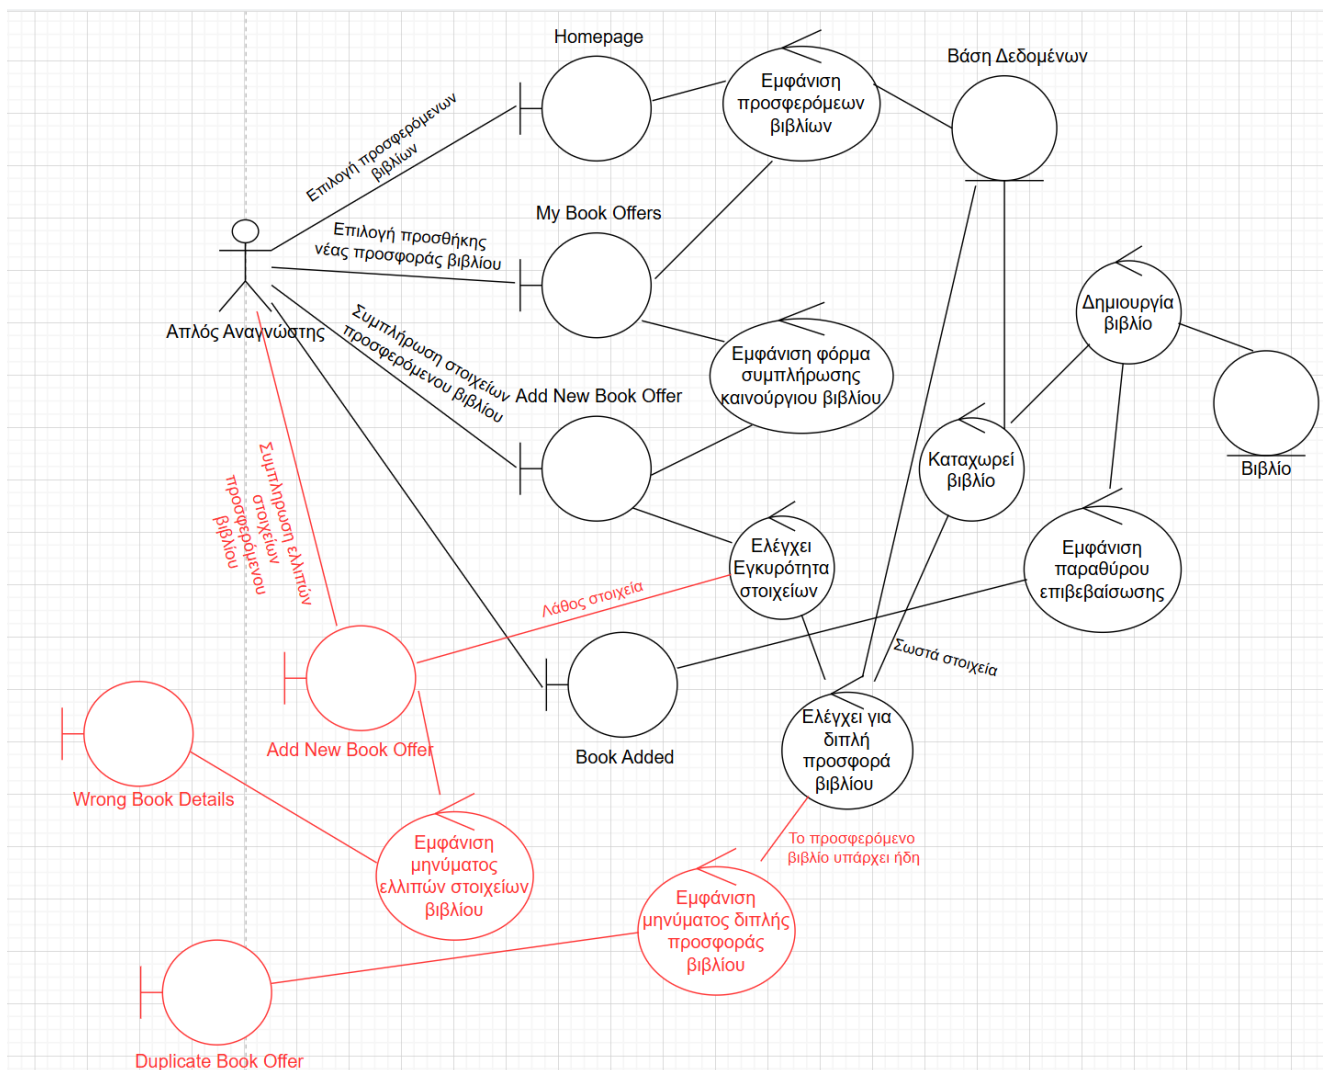 Homepage
Εμφάνιση
προσφερόμεων
βιβλίων
Βάση Δεδομένων
Επιλογή προσφερόμενων
βιβλίων
My Book Offers
Επιλογή προσθήκης
νέας προσφοράς βιβλίου
Απλός Αναγνώστης
Συμπλήρωση στοιχείων
προσφερόμενου βιβλίου
Εμφάνιση φόρμα
συμπλήρωσης
καινούργιου βιβλίου
Δημιουργία
βιβλίο
Add New Book Offer
Καταχωρεί
βιβλίο
Βιβλίο
Συμπληρωση ελλιπών
στοιχείων
προσφερόμενου
βιβλίου
Ελέγχει
Εγκυρότητα
στοιχείων
Εμφάνιση
παραθύρου
επιβεβαίσωσης
Λάθος στοιχεία
Σωστά στοιχεία
Add New Book Offer
Book Added
Ελέγχει για
διπλή
προσφορά
βιβλίου
Wrong Book Details
Εμφάνιση
μηνύματος
ελλιπών στοιχείων
βιβλίου
Το προσφερόμενο
βιβλίο υπάρχει ήδη
Εμφάνιση
μηνύματος διπλής
προσφοράς
βιβλίου
Duplicate Book Offer